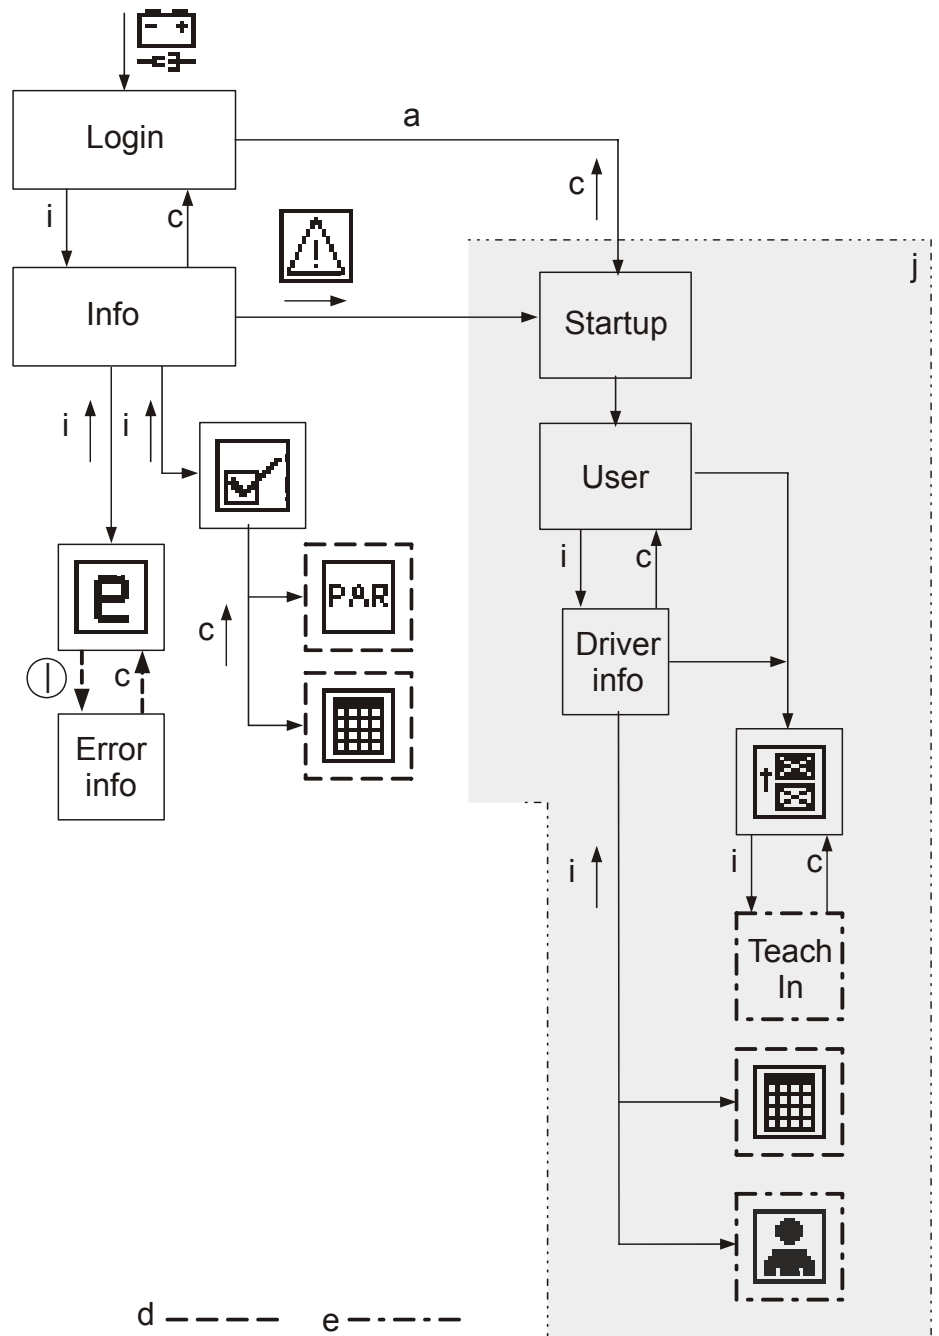 Login
a
c
i
c
j
Info
Startup
i
i
User
e
PAR
c
i
c
Driver
info
c
Error
info
i
i
c
Teach
In
d
e